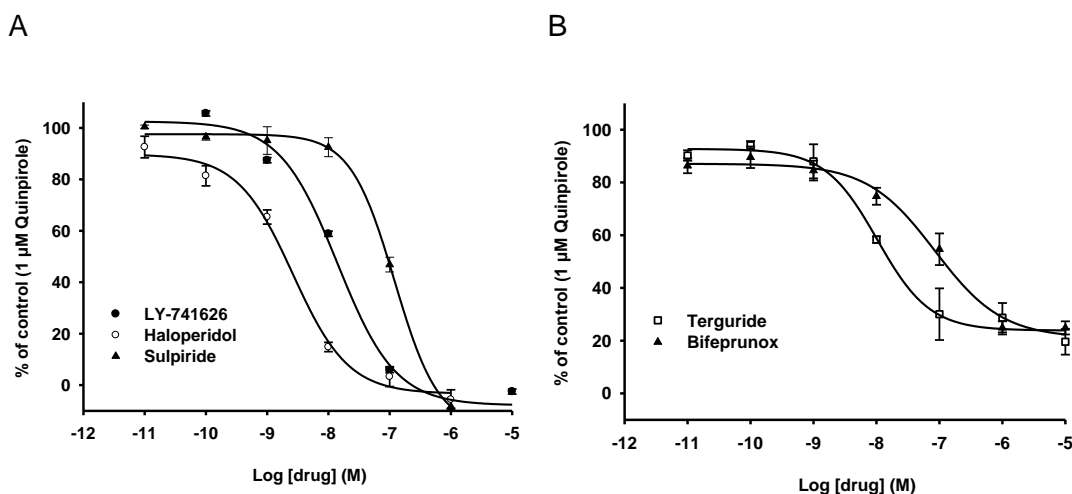 A
% of control (1 µM Quinpirole)
100
80
60
40
20
0
LY-741626
Haloperidol
Sulpiride
-12 -11 -10 -9 -8 -7 -6 -5
Log [drug] (M)
B
% of control (1 µM Quinpirole)
100
80
60
40
20
0
Terguride
Bifeprunox
-12 -11 -10 -9 -8 -7 -6 -5
Log [drug] (M)